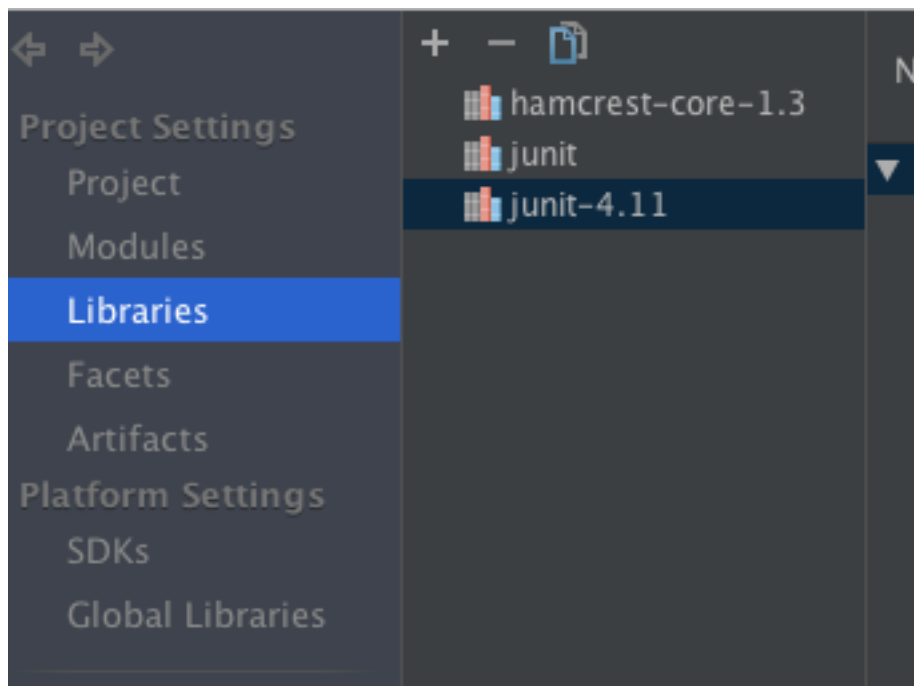 Project Settings
Project
Modules
Libraries
Facets
Artifacts
Platform Settings
SDKs
Global Libraries
hamcrest-core-1.3
junit
junit-4.11
N